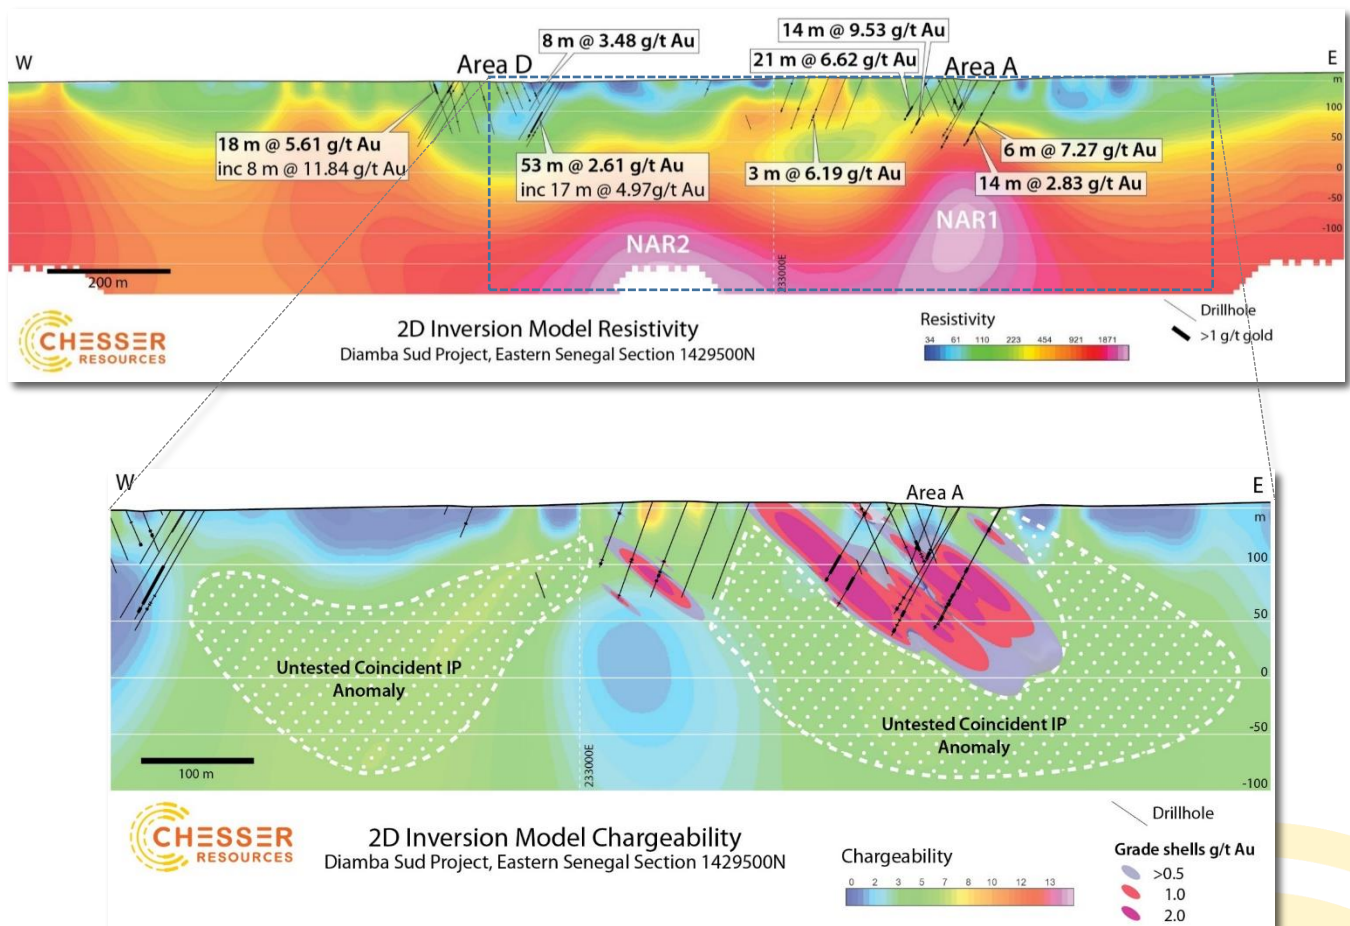 W
E
Area D
Area A
8 m @ 3.48 g/t Au
14 m @ 9.53 g/t Au
21 m @ 6.62 g/t Au
18 m @ 5.61 g/t Au
inc 8 m @ 11.84 g/t Au
53 m @ 2.61 g/t Au
inc 17 m @ 4.97g/t Au
3 m @ 6.19 g/t Au
6 m @ 7.27 g/t Au
14 m @ 2.83 g/t Au
m
100
50
0
-50
-100
NAR2
NAR1
233000E
200 m
CHESSER
RESOURCES
2D Inversion Model Resistivity
Diamba Sud Project, Eastern Senegal Section 1429500N
Resistivity
34 61 110 223 454 921 1871
Drillhole
>1 g/t gold
W
E
Area A
m
100
50
0
-50
-100
Untested Coincident IP
Anomaly
Untested Coincident IP
Anomaly
233000E
100 m
CHESSER
RESOURCES
2D Inversion Model Chargeability
Diamba Sud Project, Eastern Senegal Section 1429500N
Chargeability
0 2 3 5 7 8 10 12 13
Drillhole
Grade shells g/t Au
>0.5
1.0
2.0